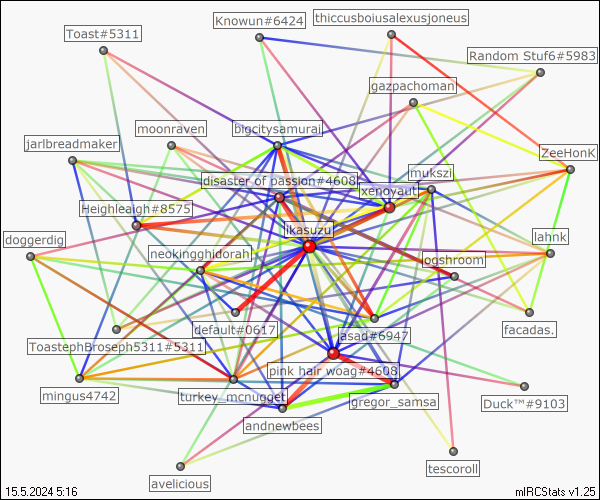 Knowun#6424
thiccusboiusalexusjoneus
Toast#5311
Random Stuf6#5983
gazpachoman
moonraven
bigcitysamurai
jarlbreadmaker
ZeeHonK
mukszi
disaster of passion#4608
xenoyaut
Heighleaigh#8575
likasuzu
lahnk
doggerdig
neokingghidorah
ogshroom
default#0617
facadas.
asad#6947
ToastephBroseph5311#5311
pink hair woag#4608
mingus4742
turkey_mcnugget
gregor_samsa
Duck™#9103
andnewbees
tescoroll
avelicious
15.5.2024 5:16
mIRCStats v1.25